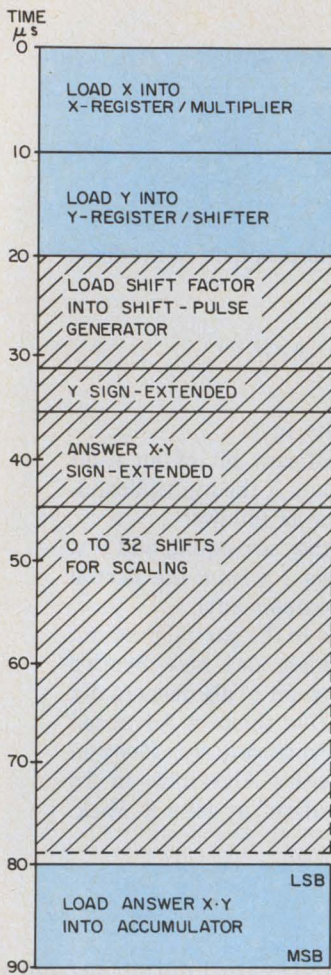 TIME
μs
0
LOAD X INTO
X-REGISTER/MULTIPLIER
10
LOAD Y INTO
Y-REGISTER/SHIFTER
20
LOAD SHIFT FACTOR
INTO SHIFT-PULSE
GENERATOR
30
Y SIGN-EXTENDED
ANSWER X·Y
SIGN-EXTENDED
40
0 TO 32 SHIFTS
FOR SCALING
50
60
70
80
LSB
LOAD ANSWER X·Y
INTO ACCUMULATOR
MSB
90